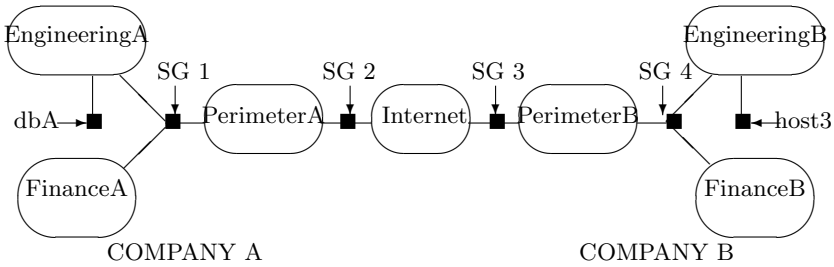 EngineeringA
EngineeringB
SG 1
SG 2
SG 3
SG 4
dbA
PerimeterA
Internet
PerimeterB
host3
FinanceA
FinanceB
COMPANY A
COMPANY B